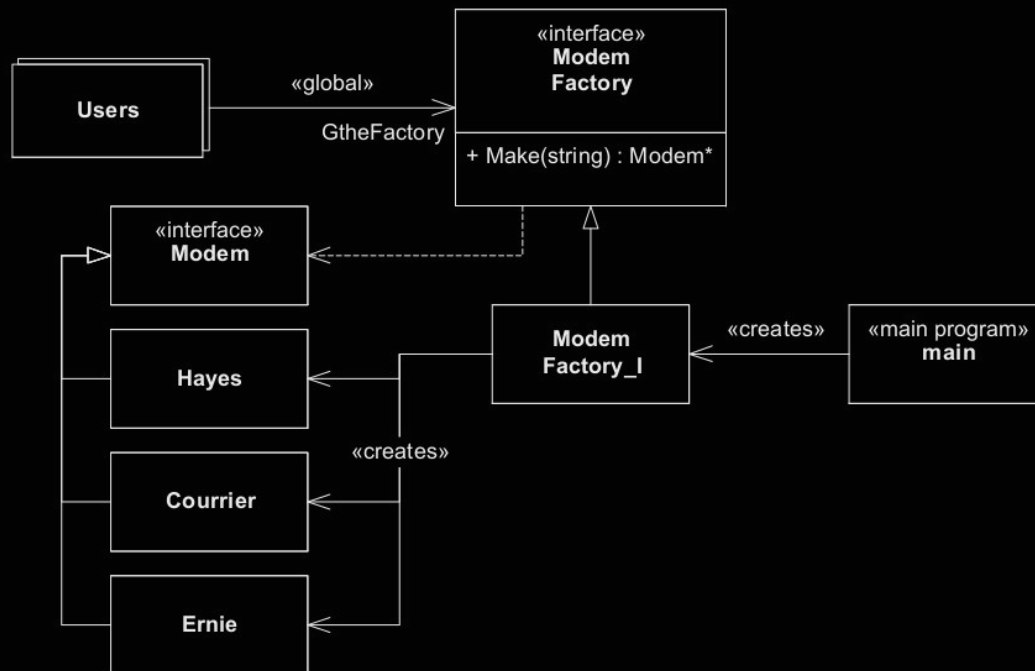 «interface»
Modem
Factory
Users
«global»
GtheFactory
+ Make(string) : Modem*
«interface»
Modem
Hayes
Modem
Factory_I
«creates»
«main program»
main
«creates»
Courrier
Ernie